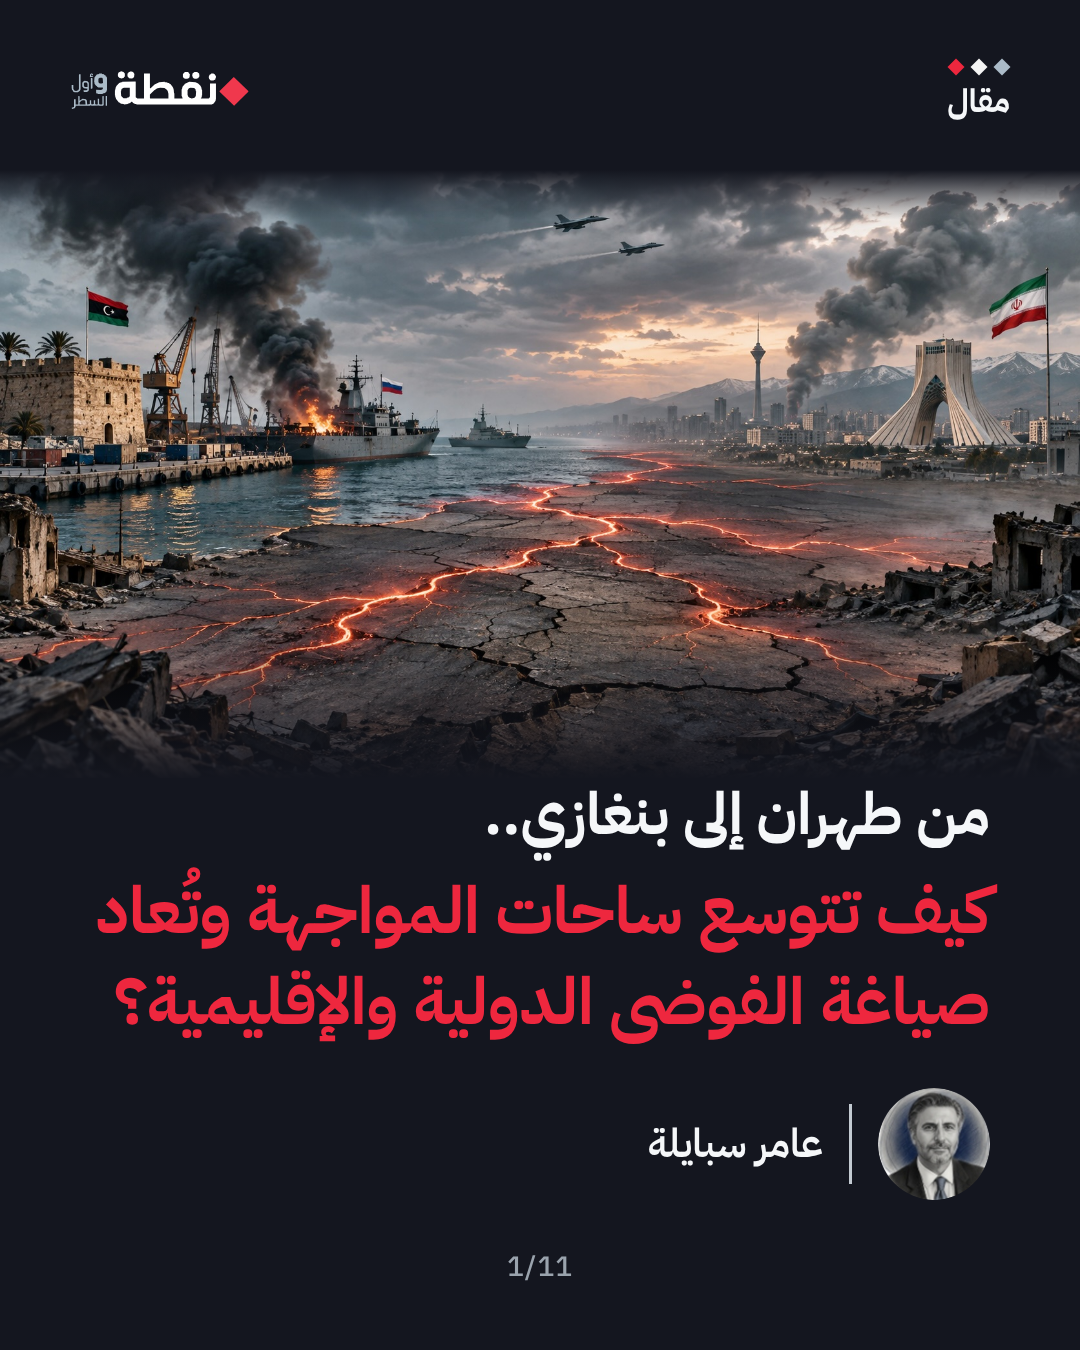 مقال
نقطة
وأول
السطر
من طهران إلى بنغازي..
كيف تتوسع ساحات المواجهة وتُعاد
صياغة الفوضى الدولية والإقليمية؟
عامر سبايلة
1/11